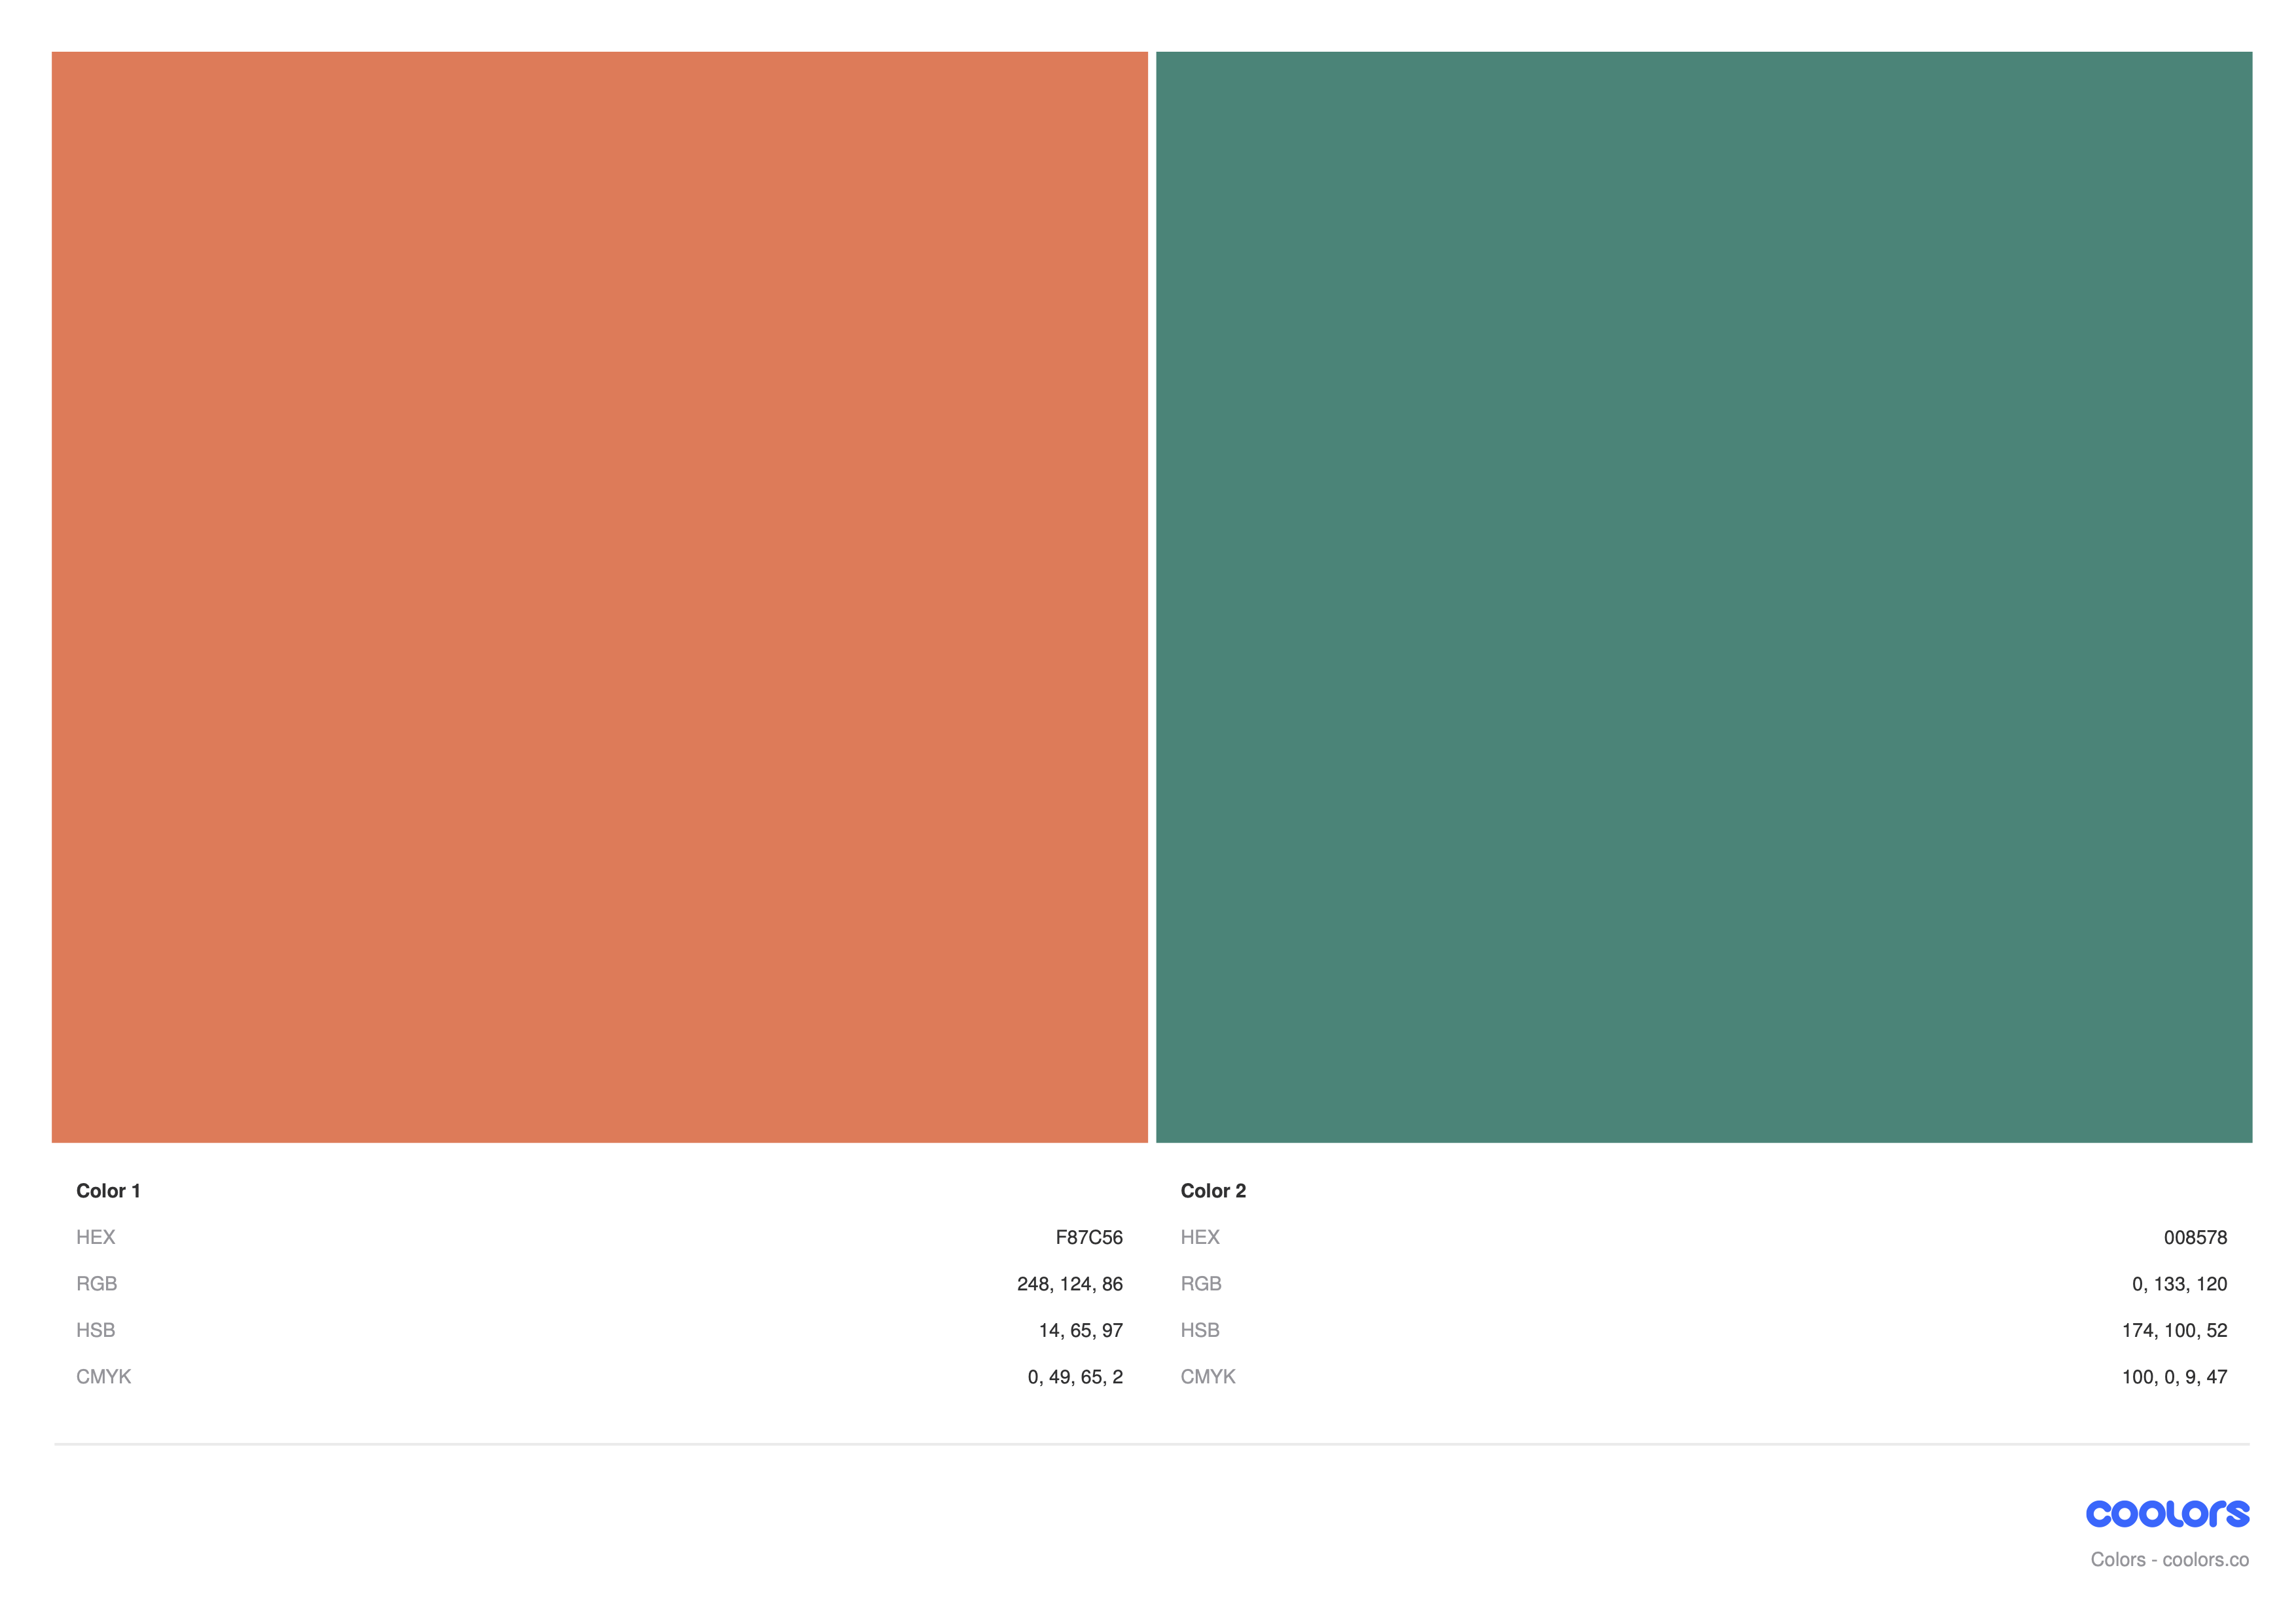 Color 1
HEX F87C56
RGB 248, 124, 86
HSB 14, 65, 97
CMYK 0, 49, 65, 2
Color 2
HEX 008578
RGB 0, 133, 120
HSB 174, 100, 52
CMYK 100, 0, 9, 47
coolors
Colors - coolors.co